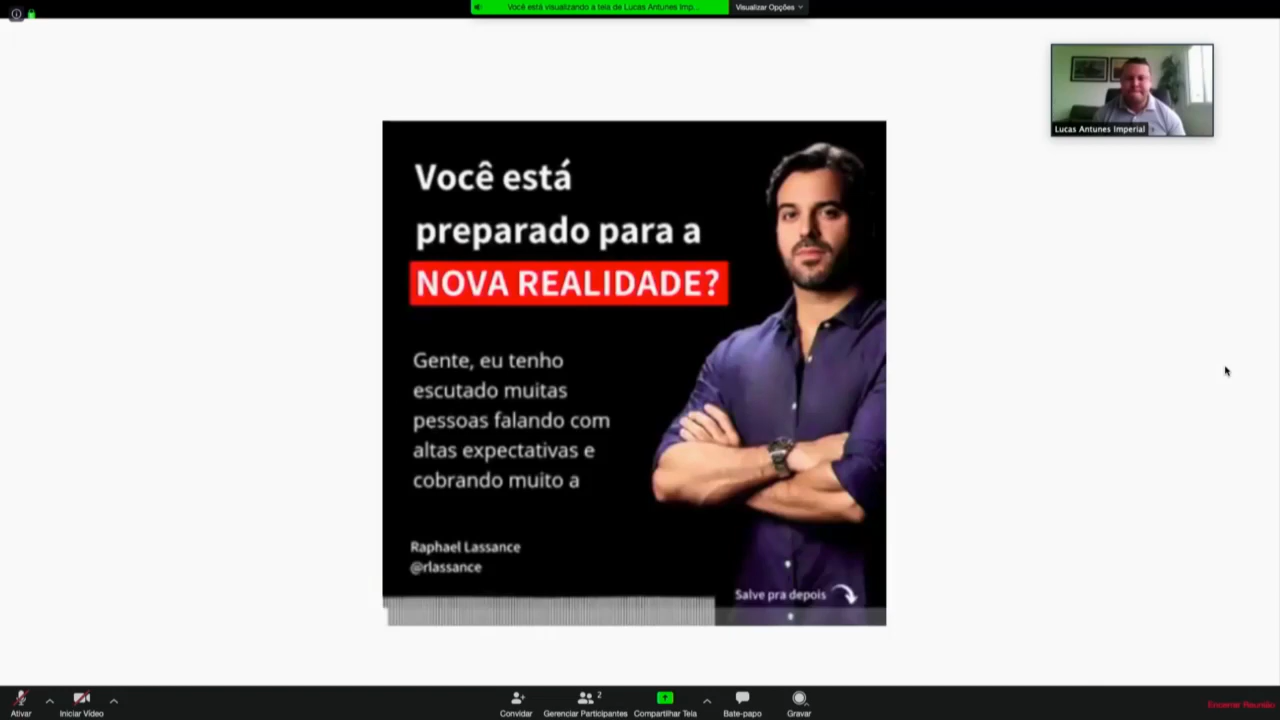 Você está visualizando a tela de Lucas Antunes Imp...
Visualizar Opções
Lucas Antunes Imperial
Você está
preparado para a
NOVA REALIDADE?
Gente, eu tenho
escutado muitas
pessoas falando com
altas expectativas e
cobrando muito a
Raphael Lassance
@rlassance
Salve pra depois
Ativar
Iniciar Vídeo
Convidar
Gerenciar Participantes
2
Compartilhar Tela
Bate-papo
Gravar
Encerrar Reunião